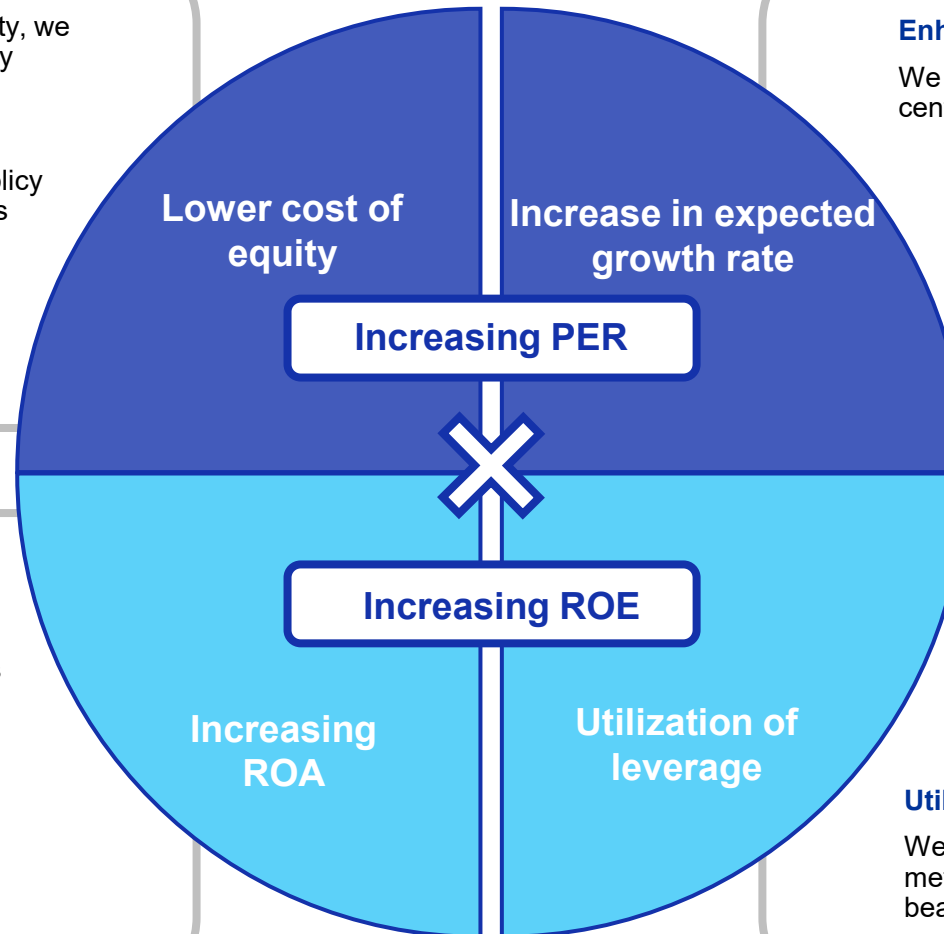 ty, we
y
licy
s
Lower cost of
equity
Increase in expected
growth rate
Increasing PER
Increasing ROE
Increasing
ROA
Utilization of
leverage
Enh
We
cen
Util
We
me
bea